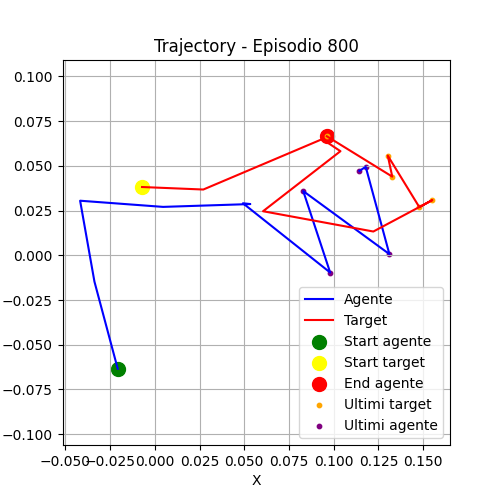 Trajectory - Episodio 800
0.100
0.075
0.050
0.025
0.000
−0.025
−0.050
−0.075
−0.100
Agente
Target
Start agente
Start target
End agente
Ultimi target
Ultimi agente
−0.050 −0.025 0.000 0.025 0.050 0.075 0.100 0.125 0.150
X